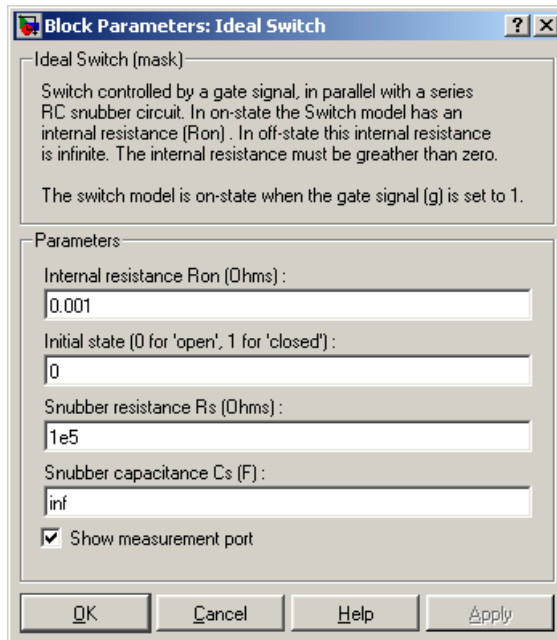 Block Parameters: Ideal Switch
Ideal Switch (mask)
Switch controlled by a gate signal, in parallel with a series
RC snubber circuit. In on-state the Switch model has an
internal resistance (Ron) . In off-state this internal resistance
is infinite. The internal resistance must be greather than zero.
The switch model is on-state when the gate signal (g) is set to 1.
Parameters
Internal resistance Ron (Ohms) :
0.001
Initial state (0 for 'open', 1 for 'closed') :
0
Snubber resistance Rs (Ohms) :
1e5
Snubber capacitance Cs (F) :
inf
Show measurement port
OK Cancel Help Apply